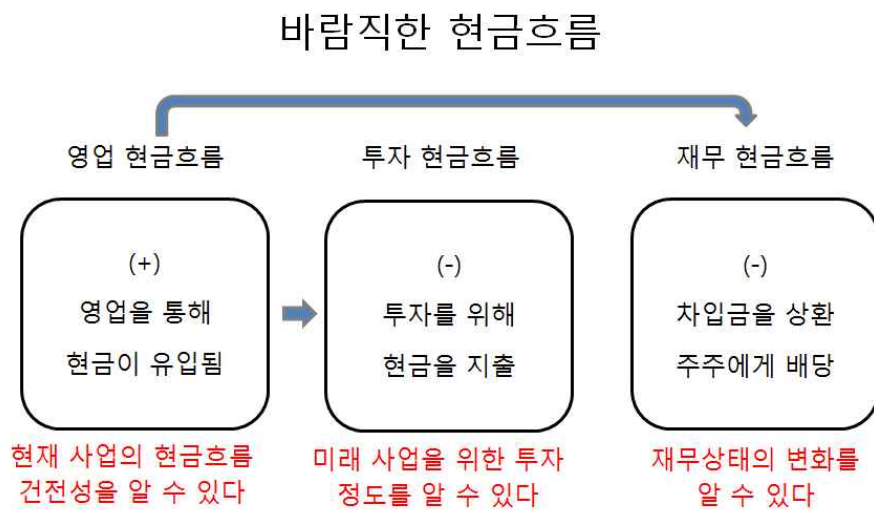 바람직한 현금흐름
영업 현금흐름
투자 현금흐름
재무 현금흐름
(+)
영업을 통해
현금이 유입됨
(-)
투자를 위해
현금을 지출
(-)
차입금을 상환
주주에게 배당
현재 사업의 현금흐름
건전성을 알 수 있다
미래 사업을 위한 투자
정도를 알 수 있다
재무상태의 변화를
알 수 있다